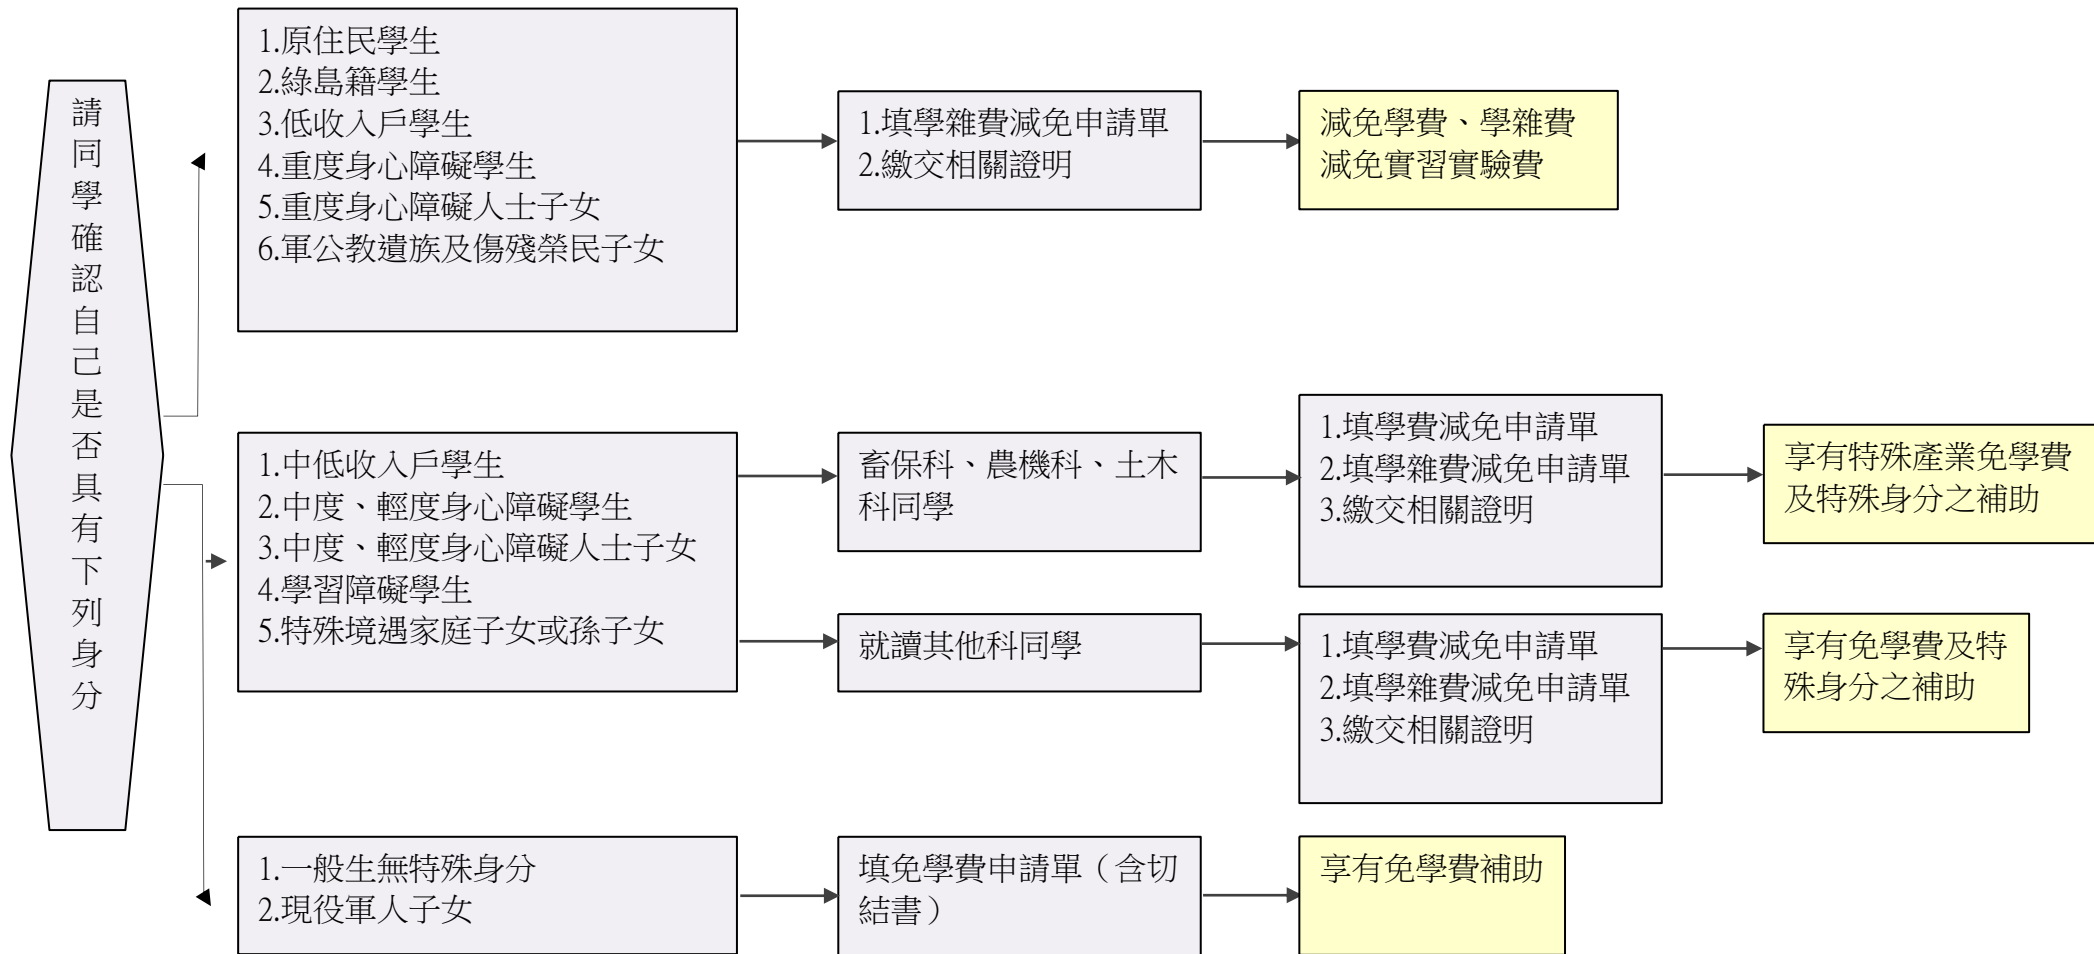 請同學確認自己是否具有下列身分
1.原住民學生
2.綠島籍學生
3.低收入戶學生
4.重度身心障礙學生
5.重度身心障礙人士子女
6.軍公教遺族及傷殘榮民子女
1.填學雜費減免申請單
2.繳交相關證明
減免學費、學雜費
減免實習實驗費
1.中低收入戶學生
2.中度、輕度身心障礙學生
3.中度、輕度身心障礙人士子女
4.學習障礙學生
5.特殊境遇家庭子女或孫子女
畜保科、農機科、土木
科同學
1.填學費減免申請單
2.填學雜費減免申請單
3.繳交相關證明
享有特殊產業免學費
及特殊身分之補助
就讀其他科同學
1.填學費減免申請單
2.填學雜費減免申請單
3.繳交相關證明
享有免學費及特
殊身分之補助
1.一般生無特殊身分
2.現役軍人子女
填免學費申請單（含切
結書）
享有免學費補助